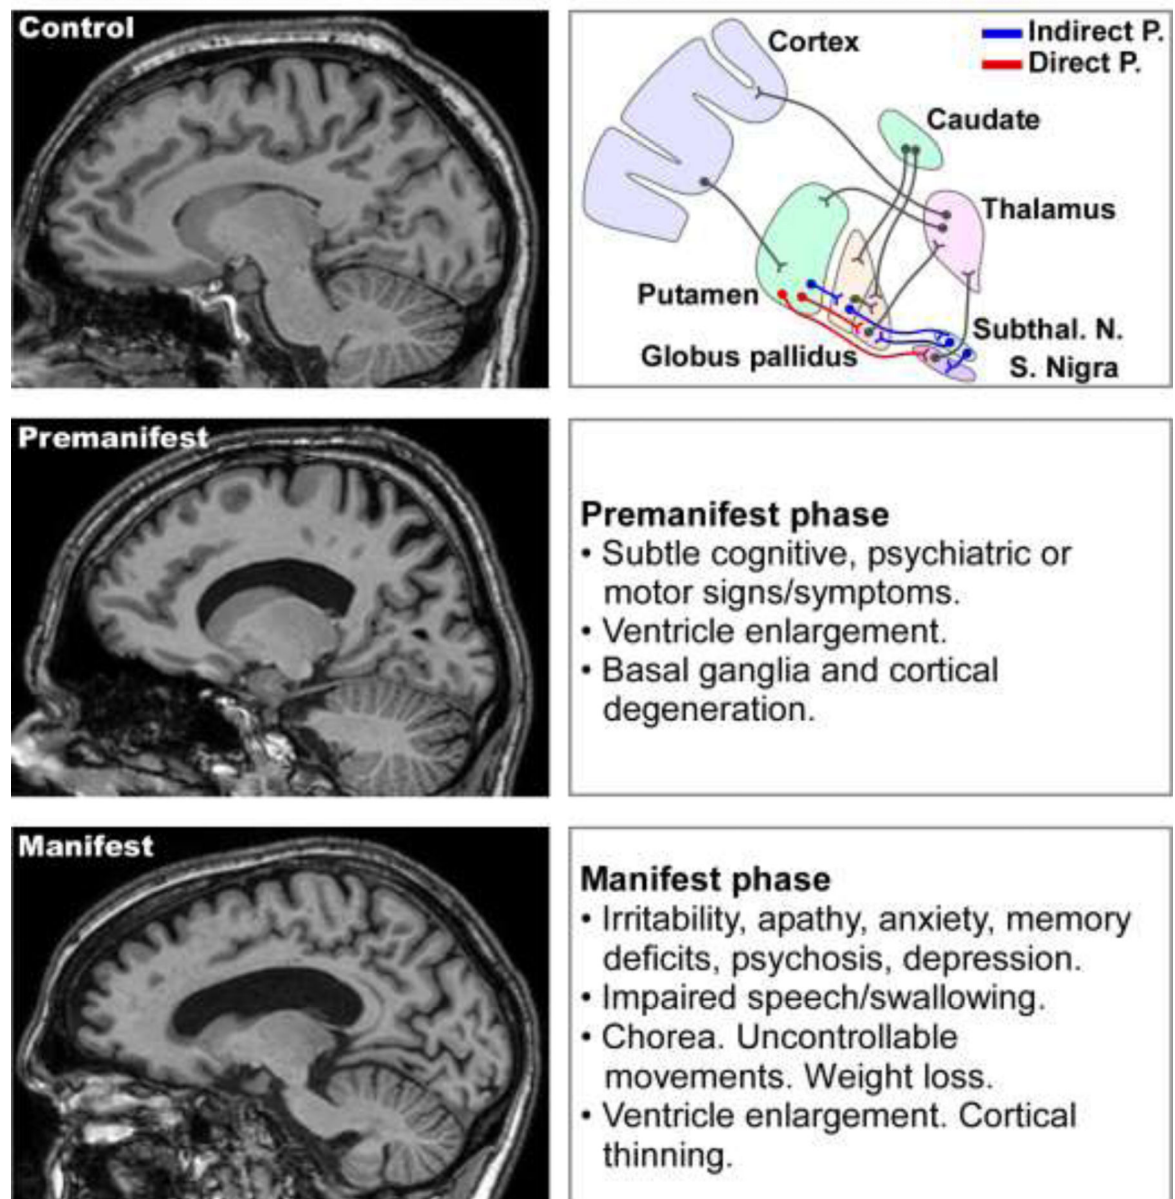 Control
Cortex
Indirect P.
Direct P.
Caudate
Thalamus
Putamen
Globus pallidus
Subthal. N.
S. Nigra
Premanifest
Premanifest phase
• Subtle cognitive, psychiatric or
motor signs/symptoms.
• Ventricle enlargement.
• Basal ganglia and cortical
degeneration.
Manifest
Manifest phase
• Irritability, apathy, anxiety, memory
deficits, psychosis, depression.
• Impaired speech/swallowing.
• Chorea. Uncontrollable
movements. Weight loss.
• Ventricle enlargement. Cortical
thinning.